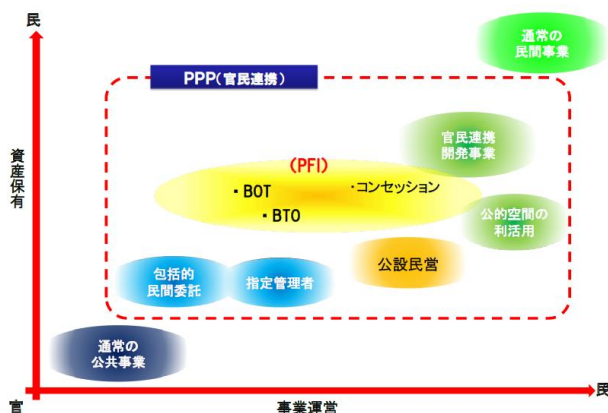 民
通常の
民間事業
PPP(官民連携)
官民連携
開発事業
(PFI)
・BOT
・コンセッション
・BTO
資産保有
公的空間の
利活用
公設民営
包括的
民間委託
指定管理者
通常の
公共事業
官
事業運営
民